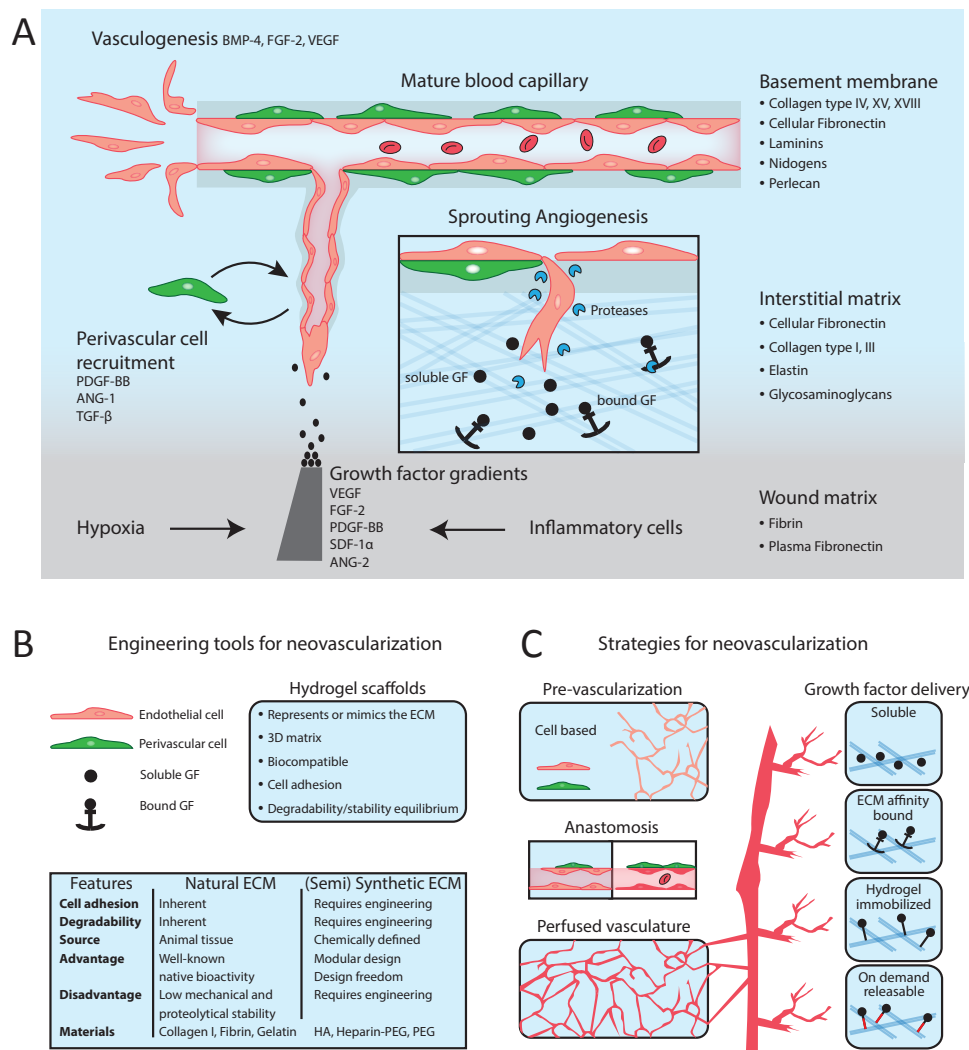 A
Vasculogenesis BMP-4, FGF-2, VEGF
Mature blood capillary
Basement membrane
• Collagen type IV, XV, XVIII
• Cellular Fibronectin
• Laminins
• Nidogens
• Perlecan
Sprouting Angiogenesis
Proteases
soluble GF
bound GF
Interstitial matrix
• Cellular Fibronectin
• Collagen type I, III
• Elastin
• Glycosaminoglycans
Perivascular cell
recruitment
PDGF-BB
ANG-1
TGF-β
Growth factor gradients
VEGF
FGF-2
PDGF-BB
SDF-1α
ANG-2
Hypoxia
Inflammatory cells
Wound matrix
• Fibrin
• Plasma Fibronectin
B
Engineering tools for neovascularization
Endothelial cell
Perivascular cell
Soluble GF
Bound GF
Hydrogel scaffolds
• Represents or mimics the ECM
• 3D matrix
• Biocompatible
• Cell adhesion
• Degradability/stability equilibrium
Features Natural ECM (Semi) Synthetic ECM
Cell adhesion Inherent Requires engineering
Degradability Inherent Requires engineering
Source Animal tissue Chemically defined
Advantage Well-known Modular design
native bioactivity Design freedom
Disadvantage Low mechanical and Requires engineering
proteolytical stability
Materials Collagen I, Fibrin, Gelatin HA, Heparin-PEG, PEG
C
Strategies for neovascularization
Pre-vascularization
Cell based
Anastomosis
Perfused vasculature
Growth factor delivery
Soluble
ECM affinity
bound
Hydrogel
immobilized
On demand
releasable